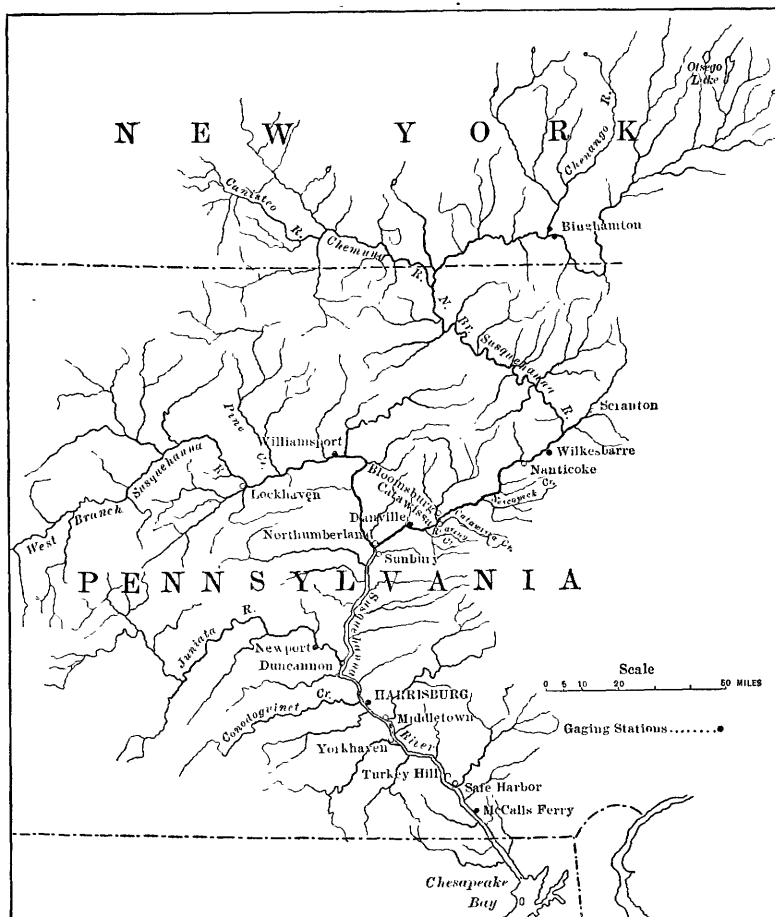 Otsego
Lake
NEW YORK
Chenango R.
Canisteo R.
Chemung R.
Binghamton
N. Br. Susquehanna R.
Scranton
Pine Cr.
Williamsport
Wilkesbarre
Nanticoke
Nescopeck Cr.
West Branch Susquehanna R.
Lockhaven
Bloomsburg
Catawissa
Danville
Catawissa Cr.
R. Cr.
Northumberland
Sunbury
PENNSYLVANIA
Susquehanna River
Juniata R.
Newport
Duncannon
Scale
0 5 10 20 50 MILES
HARRISBURG
Conodoguinet Cr.
Middletown
Gaging Stations
Yorkhaven
Turkey Hill
Safe Harbor
McCalls Ferry
Chesapeake
Bay